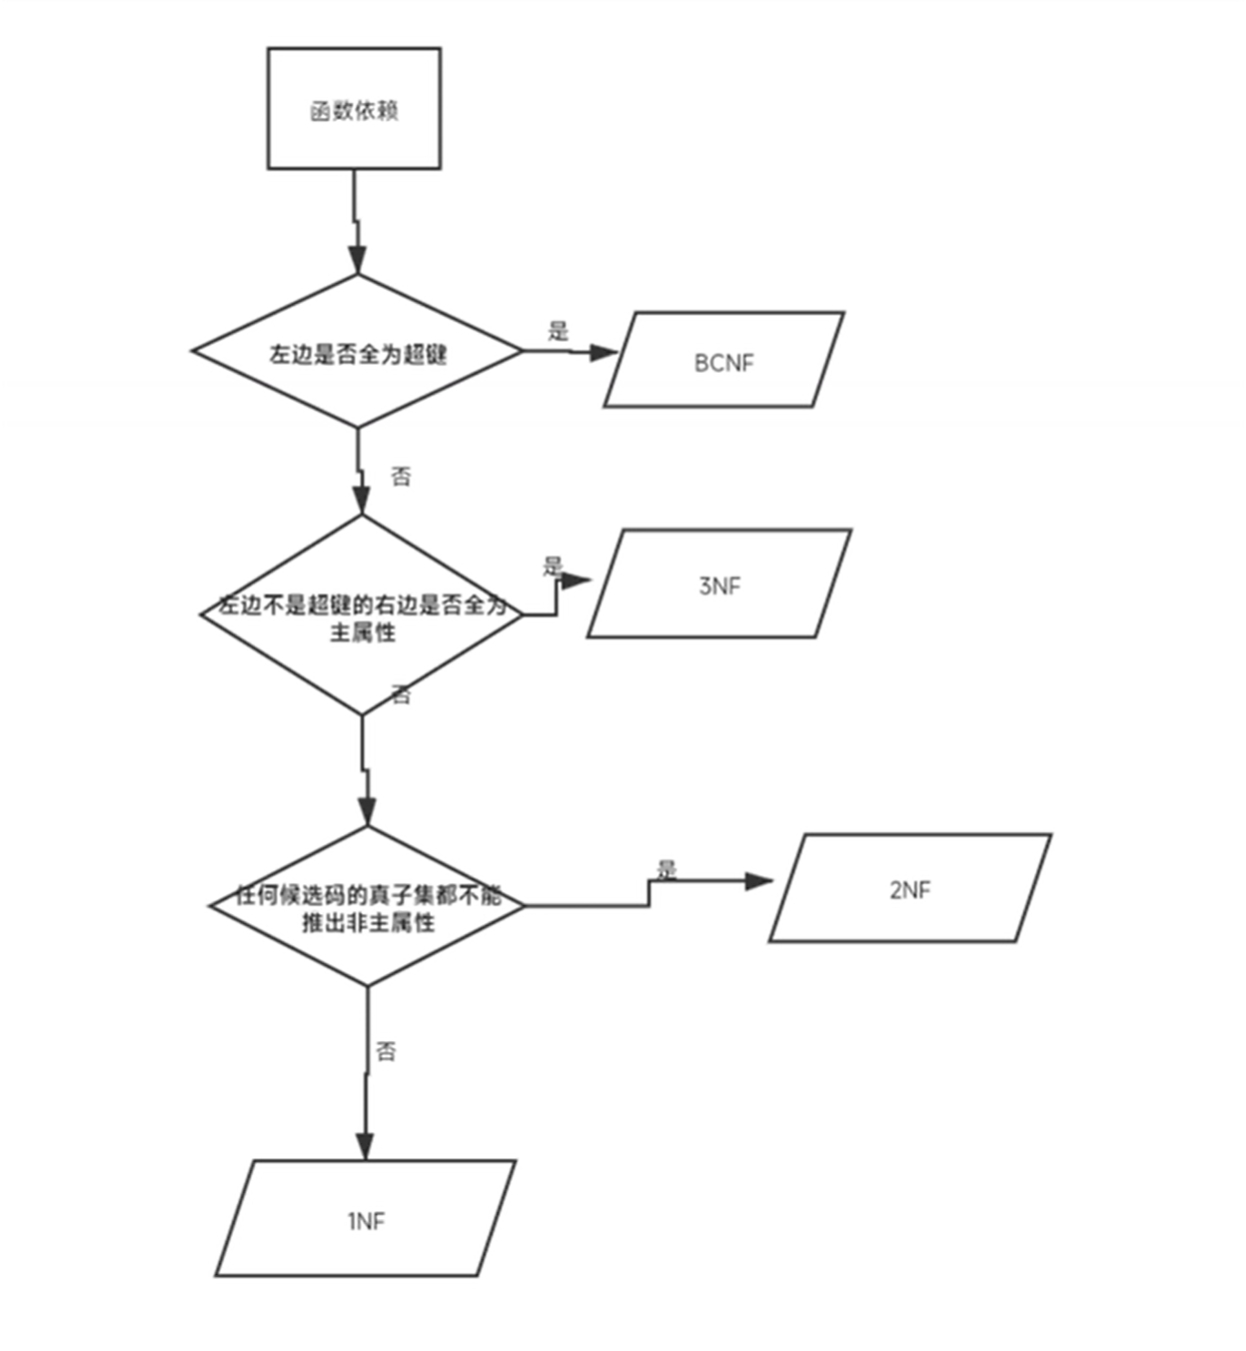 函数依赖
左边是否全为超键
是
BCNF
否
左边不是超键的右边是否全为
主属性
是
3NF
否
任何候选码的真子集都不能
推出非主属性
是
2NF
否
1NF